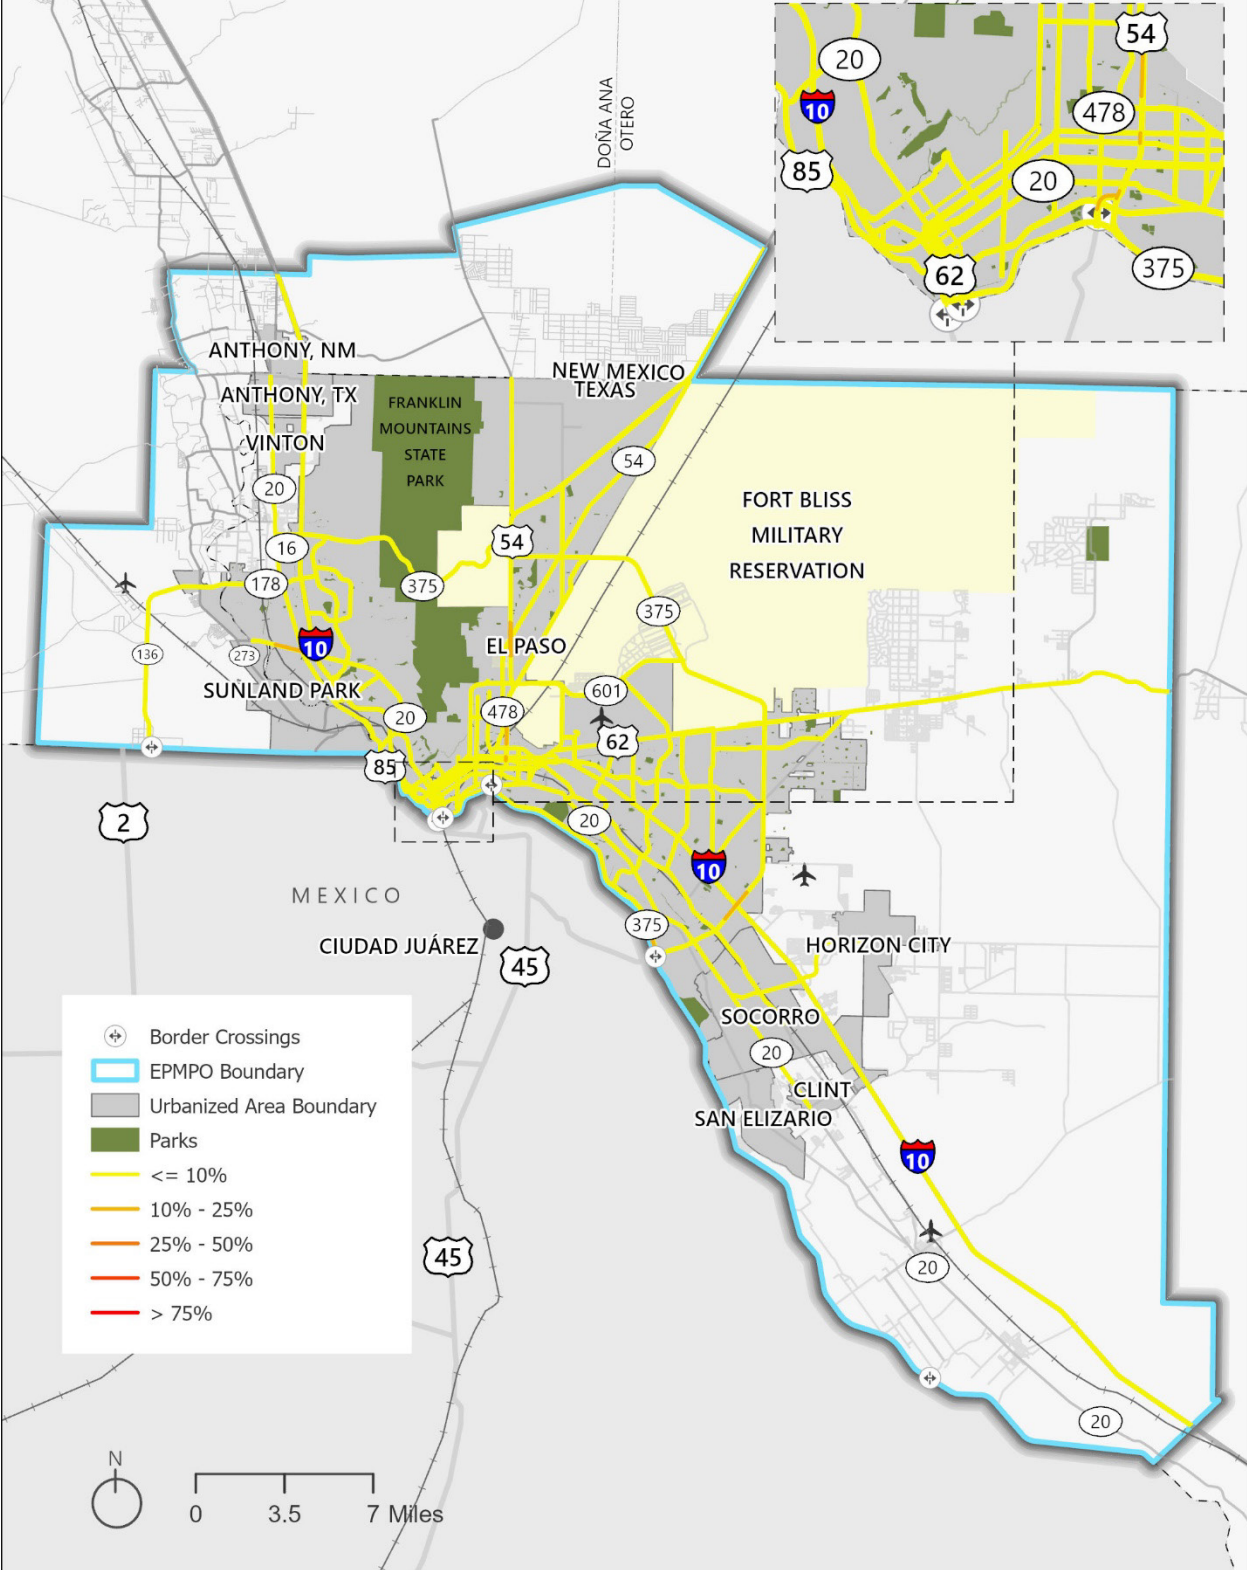 54
20
10
478
85
20
62
375
DOÑA ANA
OTERO
ANTHONY, NM
NEW MEXICO
TEXAS
ANTHONY, TX
FRANKLIN
MOUNTAINS
STATE
PARK
VINTON
54
20
FORT BLISS
MILITARY
RESERVATION
16
54
178
375
375
136
273
10
EL PASO
SUNLAND PARK
601
20
478
62
85
2
20
10
MEXICO
375
CIUDAD JUÁREZ
45
HORIZON CITY
SOCORRO
20
CLINT
SAN ELIZARIO
10
45
20
20
Border Crossings
EPMPO Boundary
Urbanized Area Boundary
Parks
<= 10%
10% - 25%
25% - 50%
50% - 75%
> 75%
N
0 3.5 7 Miles